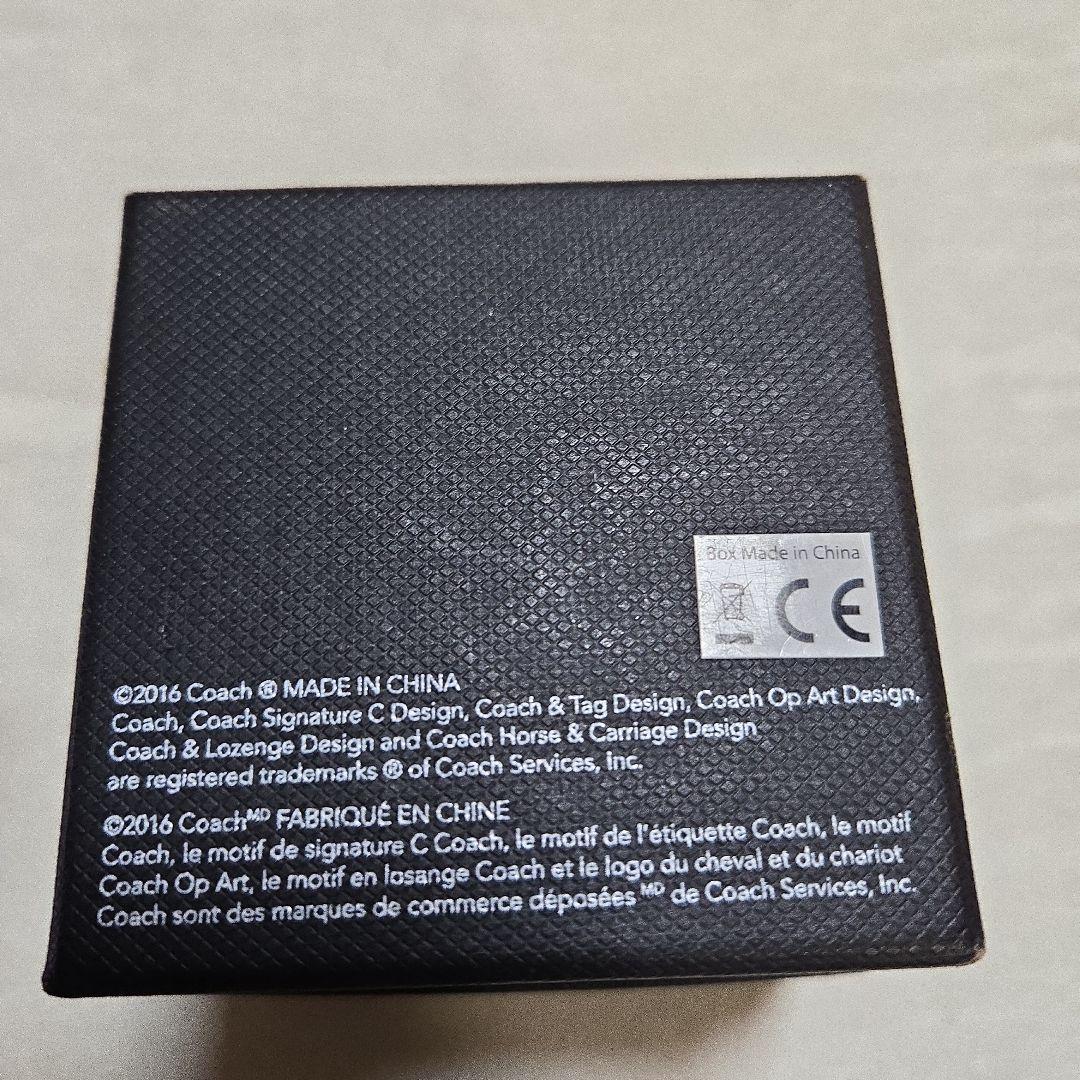 Box Made in China
CE
©2016 Coach ® MADE IN CHINA
Coach, Coach Signature C Design, Coach & Tag Design, Coach Op Art Design,
Coach & Lozenge Design and Coach Horse & Carriage Design
are registered trademarks ® of Coach Services, Inc.
©2016 Coachᴹᴰ FABRIQUÉ EN CHINE
Coach, le motif de signature C Coach, le motif de l'étiquette Coach, le motif
Coach Op Art, le motif en losange Coach et le logo du cheval et du chariot
Coach sont des marques de commerce déposées ᴹᴰ de Coach Services, Inc.